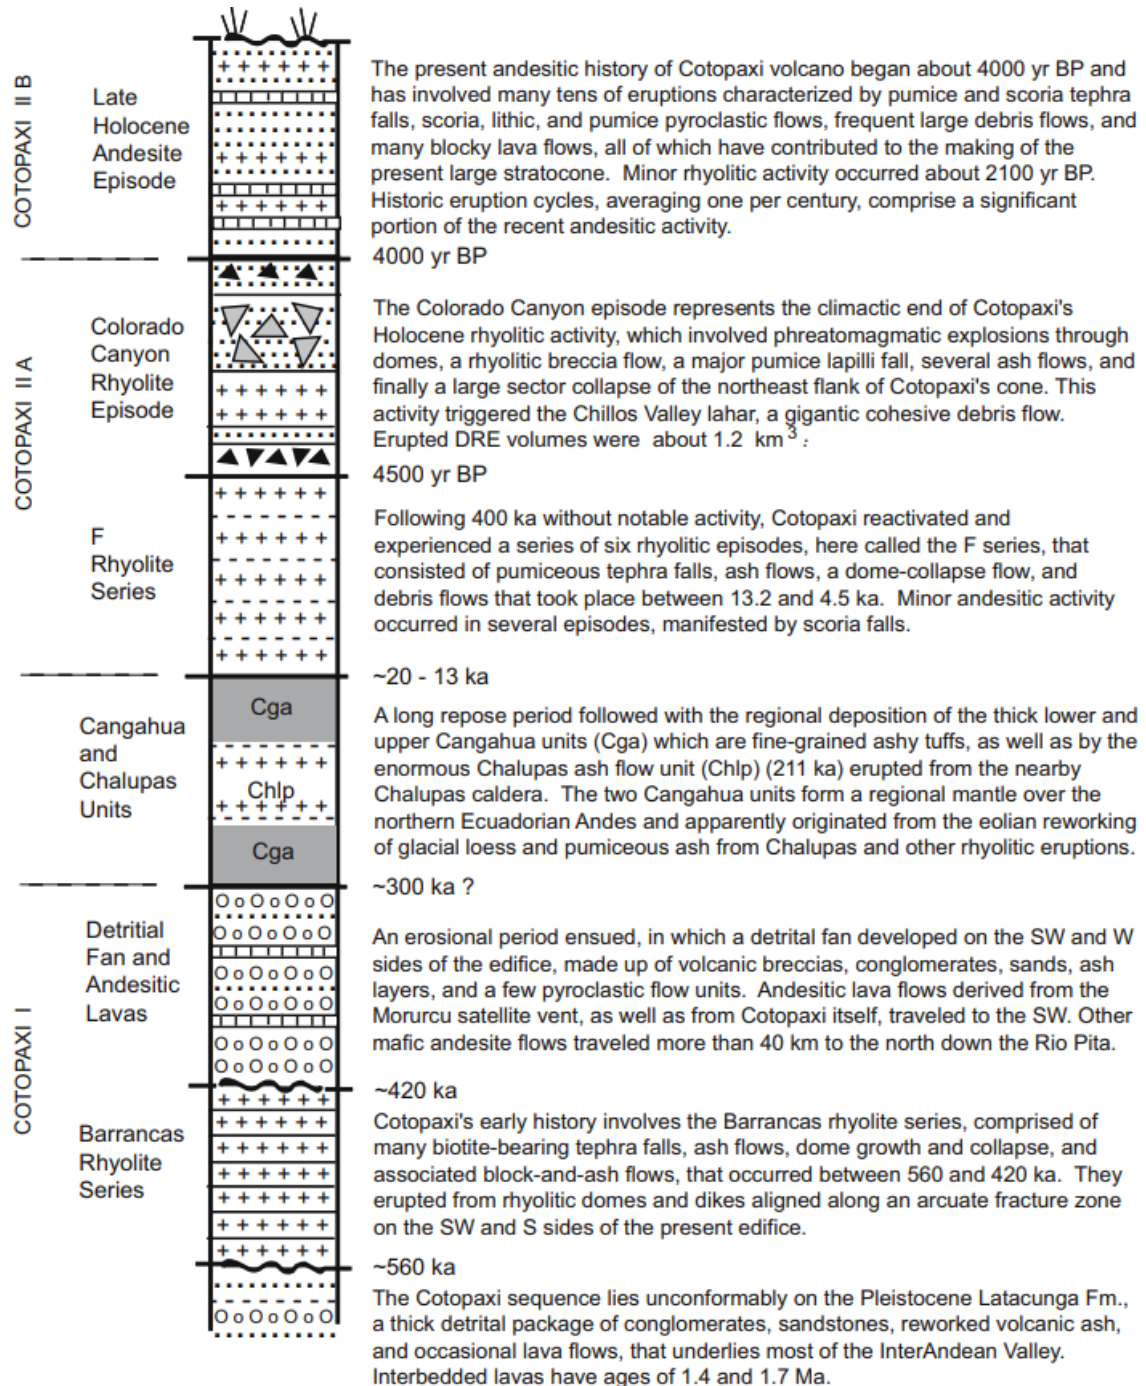 COTOPAXI II B
Late
Holocene
Andesite
Episode
The present andesitic history of Cotopaxi volcano began about 4000 yr BP and
has involved many tens of eruptions characterized by pumice and scoria tephra
falls, scoria, lithic, and pumice pyroclastic flows, frequent large debris flows, and
many blocky lava flows, all of which have contributed to the making of the
present large stratocone. Minor rhyolitic activity occurred about 2100 yr BP.
Historic eruption cycles, averaging one per century, comprise a significant
portion of the recent andesitic activity.
4000 yr BP
COTOPAXI II A
Colorado
Canyon
Rhyolite
Episode
The Colorado Canyon episode represents the climactic end of Cotopaxi's
Holocene rhyolitic activity, which involved phreatomagmatic explosions through
domes, a rhyolitic breccia flow, a major pumice lapilli fall, several ash flows, and
finally a large sector collapse of the northeast flank of Cotopaxi's cone. This
activity triggered the Chillos Valley lahar, a gigantic cohesive debris flow.
Erupted DRE volumes were about 1.2 km³.
4500 yr BP
F
Rhyolite
Series
Following 400 ka without notable activity, Cotopaxi reactivated and
experienced a series of six rhyolitic episodes, here called the F series, that
consisted of pumiceous tephra falls, ash flows, a dome-collapse flow, and
debris flows that took place between 13.2 and 4.5 ka. Minor andesitic activity
occurred in several episodes, manifested by scoria falls.
~20 - 13 ka
Cangahua
and
Chalupas
Units
Cga
Chlp
Cga
A long repose period followed with the regional deposition of the thick lower and
upper Cangahua units (Cga) which are fine-grained ashy tuffs, as well as by the
enormous Chalupas ash flow unit (Chlp) (211 ka) erupted from the nearby
Chalupas caldera. The two Cangahua units form a regional mantle over the
northern Ecuadorian Andes and apparently originated from the eolian reworking
of glacial loess and pumiceous ash from Chalupas and other rhyolitic eruptions.
~300 ka ?
COTOPAXI I
Detritial
Fan and
Andesitic
Lavas
An erosional period ensued, in which a detrital fan developed on the SW and W
sides of the edifice, made up of volcanic breccias, conglomerates, sands, ash
layers, and a few pyroclastic flow units. Andesitic lava flows derived from the
Morurcu satellite vent, as well as from Cotopaxi itself, traveled to the SW. Other
mafic andesite flows traveled more than 40 km to the north down the Rio Pita.
~420 ka
Barrancas
Rhyolite
Series
Cotopaxi's early history involves the Barrancas rhyolite series, comprised of
many biotite-bearing tephra falls, ash flows, dome growth and collapse, and
associated block-and-ash flows, that occurred between 560 and 420 ka. They
erupted from rhyolitic domes and dikes aligned along an arcuate fracture zone
on the SW and S sides of the present edifice.
~560 ka
The Cotopaxi sequence lies unconformably on the Pleistocene Latacunga Fm.,
a thick detrital package of conglomerates, sandstones, reworked volcanic ash,
and occasional lava flows, that underlies most of the InterAndean Valley.
Interbedded lavas have ages of 1.4 and 1.7 Ma.